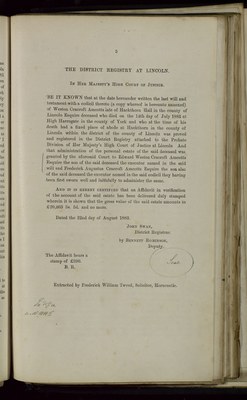 THE DISTRICT REGISTRY AT LINCOLN.
IN HER MAJESTY'S HIGH COURT OF JUSTICE.
BE IT KNOWN that at the date hereunder written the last will and
testament with a codicil thereto (a copy whereof is hereunto annexed)
of Weston Cracroft Amcotts late of Hackthorn Hall in the county of
Lincoln Esquire deceased who died on the 14th day of July 1883 at
High Harrogate in the county of York and who at the time of his
death had a fixed place of abode at Hackthorn in the county of
Lincoln within the district of the county of Lincoln was proved
and registered in the District Registry attached to the Probate
Division of Her Majesty's High Court of Justice at Lincoln And
that administration of the personal estate of the said deceased was
granted by the aforesaid Court to Edward Weston Cracroft Amcotts
Esquire the son of the said deceased the executor named in the said
will and Frederick Augustus Cracroft Amcotts Esquire the son also
of the said deceased the executor named in the said codicil they having
been first sworn well and faithfully to administer the same.
AND IT IS HEREBY CERTIFIED that an Affidavit in verification
of the account of the said estate has been delivered duly stamped
wherein it is shown that the gross value of the said estate amounts to
and no more.
Dated the 22nd day of August 1883.
JOHN SWAN,
District Registrar.
by
Deputy.
The Affidavit bears a
stamp of
Seal
Extracted by Frederick William Tweed, Solicitor, Horncastle.